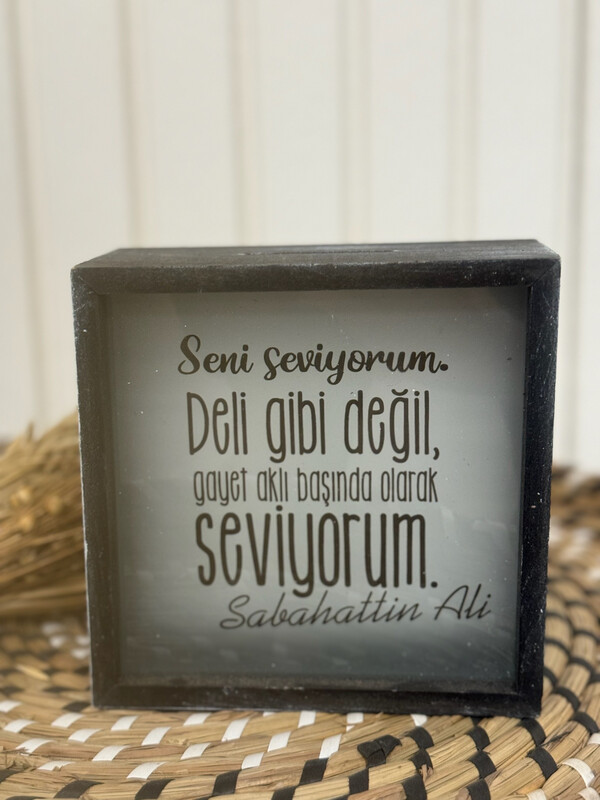 Seni seviyorum.
Deli gibi değil,
gayet aklı başında olarak
seviyorum.
Sabahattin Ali